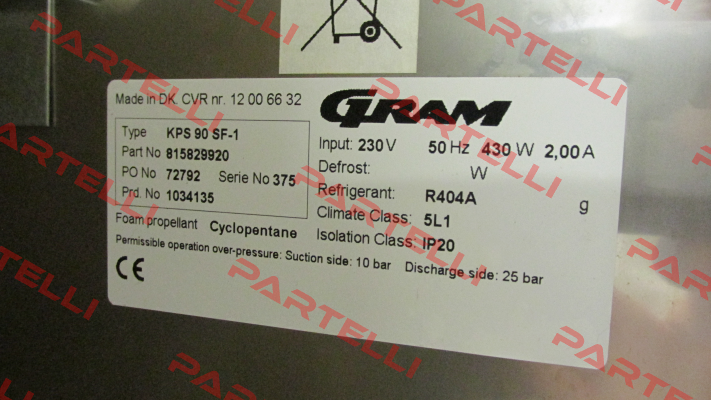 Made in DK. CVR nr. 12 00 66 32
GRAM
Type KPS 90 SF-1
Part No 815829920
PO No 72792 Serie No 375
Prd. No 1034135
Input: 230 V 50 Hz 430 W 2,00 A
Defrost: W
Refrigerant: R404A g
Climate Class: 5L1
Isolation Class: IP20
Foam propellant Cyclopentane
Permissible operation over-pressure: Suction side: 10 bar Discharge side: 25 bar
CE
PARTELLI
PARTELLI
PARTELLI
PARTELLI
PARTELLI
PARTELLI
PARTELLI